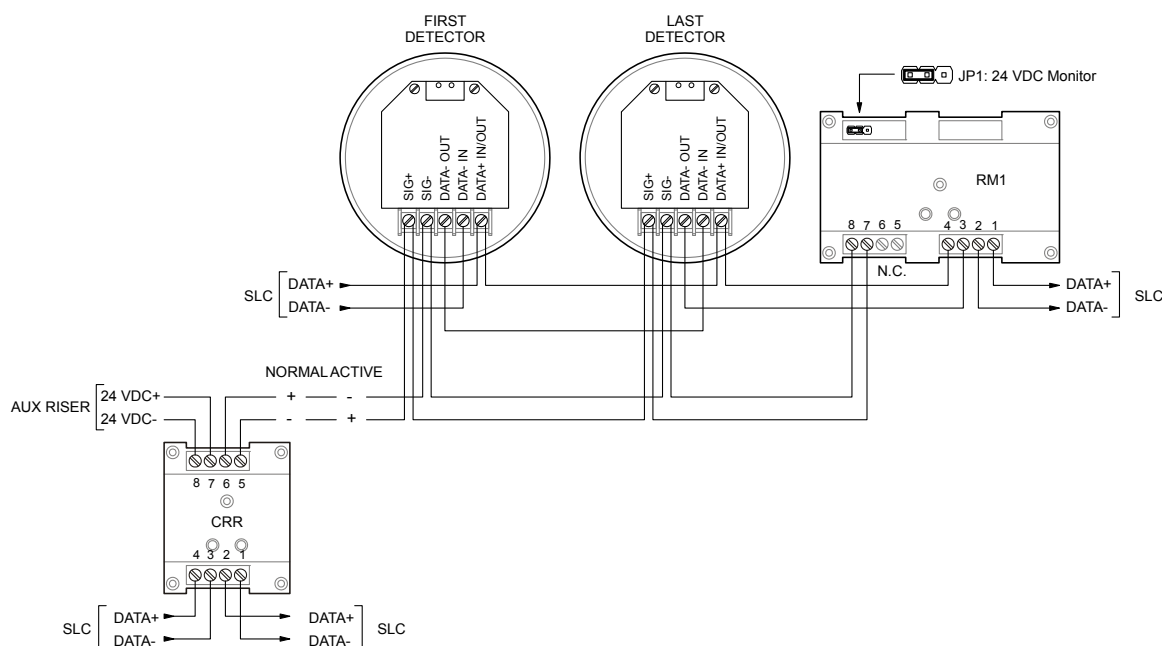 FIRST
DETECTOR
LAST
DETECTOR
JP1: 24 VDC Monitor
SIG+
SIG-
DATA- OUT
DATA- IN
DATA+ IN/OUT
SIG+
SIG-
DATA- OUT
DATA- IN
DATA+ IN/OUT
RM1
8 7 6 5
4 3 2 1
N.C.
SLC
DATA+
DATA-
DATA+
DATA-
SLC
NORMAL ACTIVE
AUX RISER
24 VDC+
24 VDC-
+ -
- +
8 7 6 5
CRR
4 3 2 1
SLC
DATA+
DATA-
DATA+
DATA-
SLC